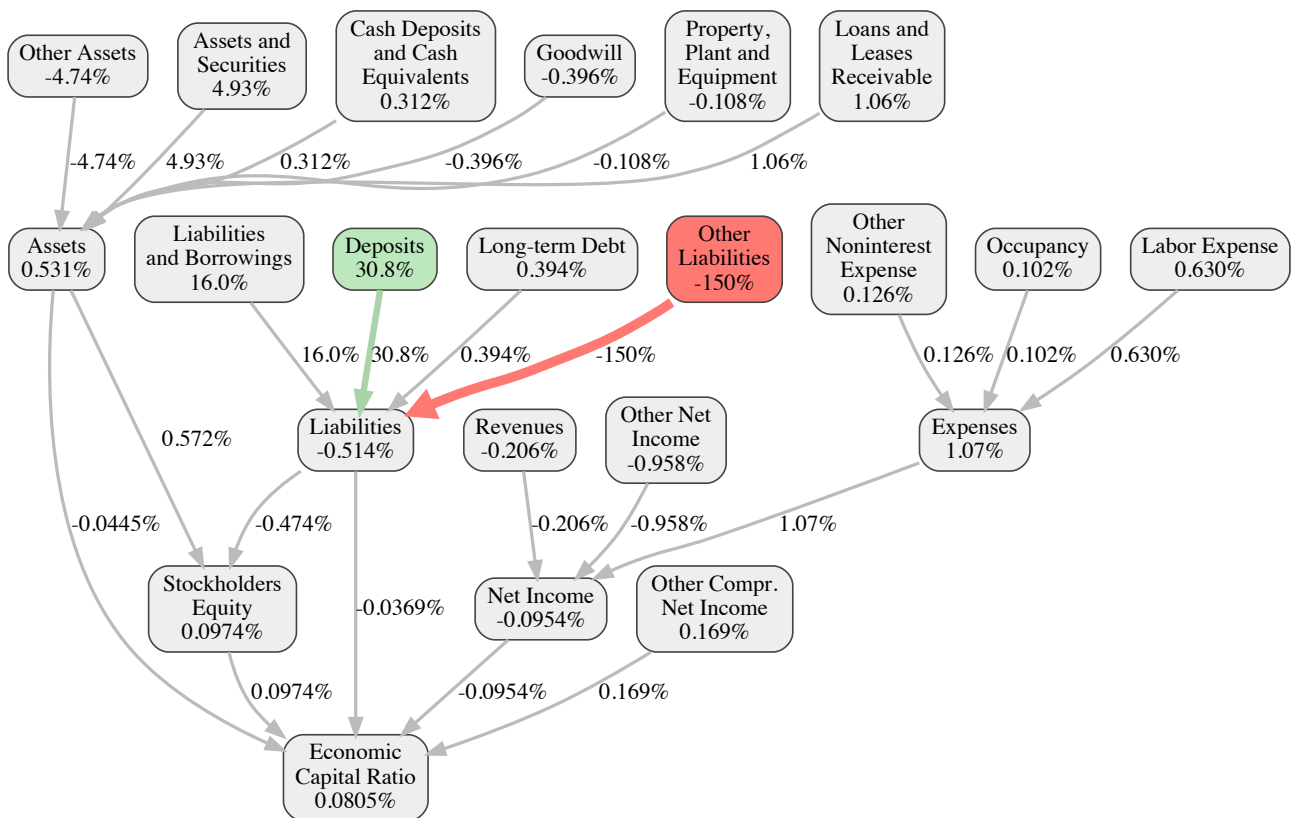 Other Assets
-4.74%
Assets and
Securities
4.93%
Cash Deposits
and Cash
Equivalents
0.312%
Goodwill
-0.396%
Property,
Plant and
Equipment
-0.108%
Loans and
Leases
Receivable
1.06%
-4.74%
4.93%
0.312%
-0.396%
-0.108%
1.06%
Assets
0.531%
Liabilities
and Borrowings
16.0%
Deposits
30.8%
Long-term Debt
0.394%
Other
Liabilities
-150%
Other
Noninterest
Expense
0.126%
Occupancy
0.102%
Labor Expense
0.630%
16.0%
30.8%
0.394%
-150%
0.126%
0.102%
0.630%
0.572%
Liabilities
-0.514%
Revenues
-0.206%
Other Net
Income
-0.958%
Expenses
1.07%
-0.0445%
-0.474%
-0.206%
-0.958%
1.07%
Stockholders
Equity
0.0974%
-0.0369%
Net Income
-0.0954%
Other Compr.
Net Income
0.169%
0.0974%
-0.0954%
0.169%
Economic
Capital Ratio
0.0805%